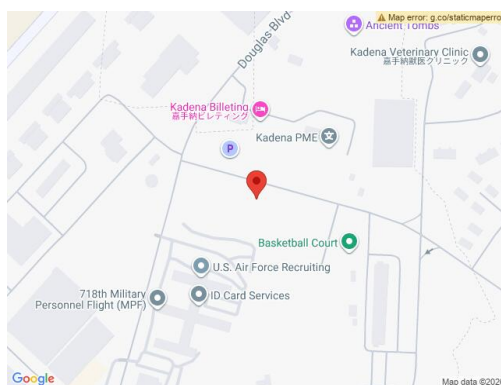 Map error: g.co/staticmaperro
Ancient Tombs
Douglas Blvd
Kadena Veterinary Clinic
嘉手納獣医クリニック
Kadena Billeting
嘉手納ビレティング
Kadena PME
文
P
Basketball Court
U.S. Air Force Recruiting
718th Military
Personnel Flight (MPF)
ID Card Services
Google
Map data ©202